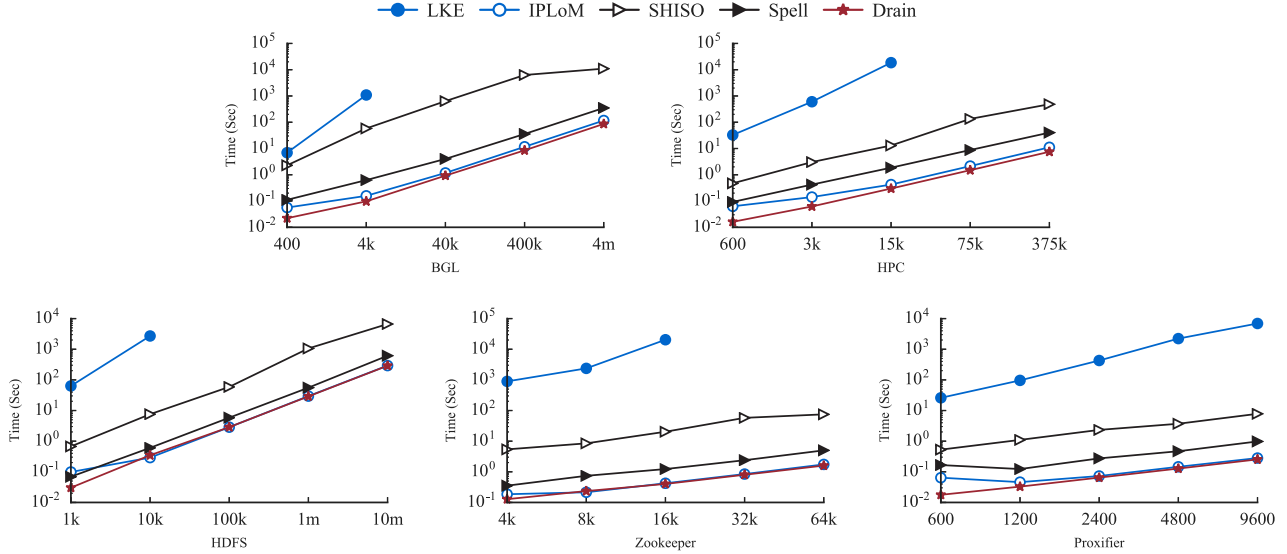 LKE IPLoM SHISO Spell Drain
10^5
10^4
10^3
10^2
10^1
10^0
10^-1
10^-2
Time (Sec)
400 4k 40k 400k 4m
BGL
10^5
10^4
10^3
10^2
10^1
10^0
10^-1
10^-2
Time (Sec)
600 3k 15k 75k 375k
HPC
10^4
10^3
10^2
10^1
10^0
10^-1
10^-2
Time (Sec)
1k 10k 100k 1m 10m
HDFS
10^5
10^4
10^3
10^2
10^1
10^0
10^-1
Time (Sec)
4k 8k 16k 32k 64k
Zookeeper
10^4
10^3
10^2
10^1
10^0
10^-1
10^-2
Time (Sec)
600 1200 2400 4800 9600
Proxifier